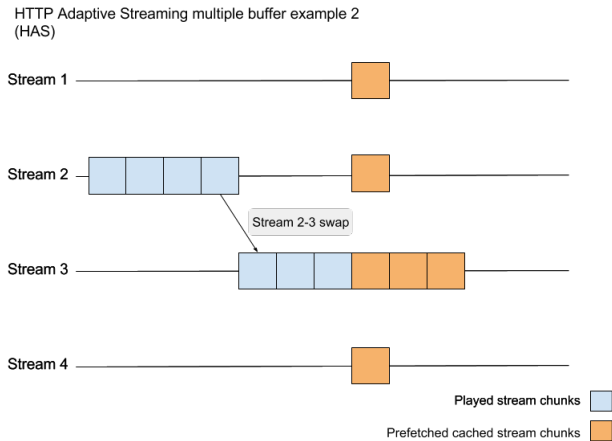 HTTP Adaptive Streaming multiple buffer example 2
(HAS)
Stream 1
Stream 2
Stream 2-3 swap
Stream 3
Stream 4
Played stream chunks
Prefetched cached stream chunks